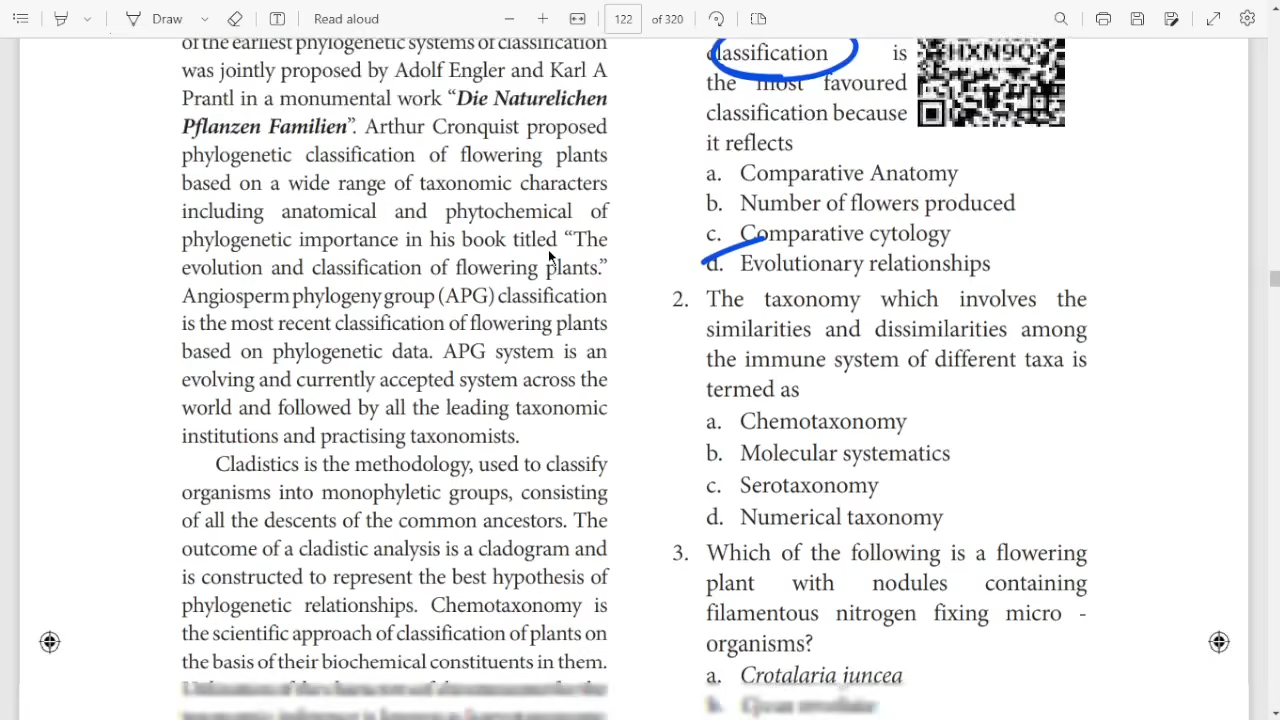 Draw
Read aloud
122
of 320
of the earliest phylogenetic systems of classification
was jointly proposed by Adolf Engler and Karl A
Prantl in a monumental work “Die Naturelichen
Pflanzen Familien”. Arthur Cronquist proposed
phylogenetic classification of flowering plants
based on a wide range of taxonomic characters
including anatomical and phytochemical of
phylogenetic importance in his book titled “The
evolution and classification of flowering plants.”
Angiosperm phylogeny group (APG) classification
is the most recent classification of flowering plants
based on phylogenetic data. APG system is an
evolving and currently accepted system across the
world and followed by all the leading taxonomic
institutions and practising taxonomists.
Cladistics is the methodology, used to classify
organisms into monophyletic groups, consisting
of all the descents of the common ancestors. The
outcome of a cladistic analysis is a cladogram and
is constructed to represent the best hypothesis of
phylogenetic relationships. Chemotaxonomy is
the scientific approach of classification of plants on
the basis of their biochemical constituents in them.
classification is
the most favoured
classification because
it reflects
a. Comparative Anatomy
b. Number of flowers produced
c. Comparative cytology
d. Evolutionary relationships
2. The taxonomy which involves the
similarities and dissimilarities among
the immune system of different taxa is
termed as
a. Chemotaxonomy
b. Molecular systematics
c. Serotaxonomy
d. Numerical taxonomy
3. Which of the following is a flowering
plant with nodules containing
filamentous nitrogen fixing micro -
organisms?
a. Crotalaria juncea
b.
HXN9Q